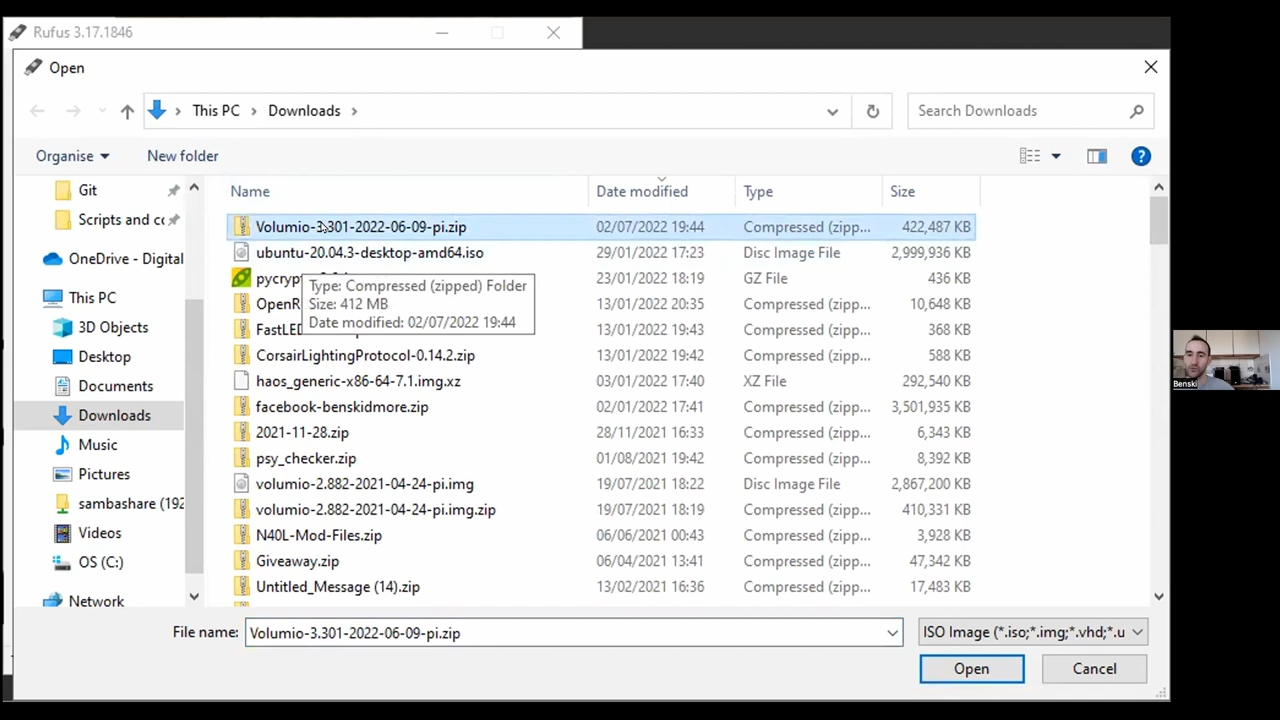 Rufus 3.17.1846
Open
This PC > Downloads >
Search Downloads
Organise
New folder
Name
Date modified
Type
Size
Git
Scripts and cc
OneDrive - Digital
This PC
3D Objects
Desktop
Documents
Downloads
Music
Pictures
sambashare (192
Videos
OS (C:)
Network
Volumio-3.301-2022-06-09-pi.zip 02/07/2022 19:44 Compressed (zipp... 422,487 KB
ubuntu-20.04.3-desktop-amd64.iso 29/01/2022 17:23 Disc Image File 2,999,936 KB
pycryp 23/01/2022 18:19 GZ File 436 KB
OpenR 13/01/2022 20:35 Compressed (zipp... 10,648 KB
FastLED 13/01/2022 19:43 Compressed (zipp... 368 KB
CorsairLightingProtocol-0.14.2.zip 13/01/2022 19:42 Compressed (zipp... 588 KB
haos_generic-x86-64-7.1.img.xz 03/01/2022 17:40 XZ File 292,540 KB
facebook-benskidmore.zip 02/01/2022 17:41 Compressed (zipp... 3,501,935 KB
2021-11-28.zip 28/11/2021 16:33 Compressed (zipp... 6,343 KB
psy_checker.zip 01/08/2021 19:42 Compressed (zipp... 8,392 KB
volumio-2.882-2021-04-24-pi.img 19/07/2021 18:22 Disc Image File 2,867,200 KB
volumio-2.882-2021-04-24-pi.img.zip 19/07/2021 18:19 Compressed (zipp... 410,331 KB
N40L-Mod-Files.zip 06/06/2021 00:43 Compressed (zipp... 3,928 KB
Giveaway.zip 06/04/2021 13:41 Compressed (zipp... 47,342 KB
Untitled_Message (14).zip 13/02/2021 16:36 Compressed (zipp... 17,483 KB
Type: Compressed (zipped) Folder
Size: 412 MB
Date modified: 02/07/2022 19:44
File name: Volumio-3.301-2022-06-09-pi.zip
ISO Image (*.iso;*.img;*.vhd;*.u
Open
Cancel
Benski